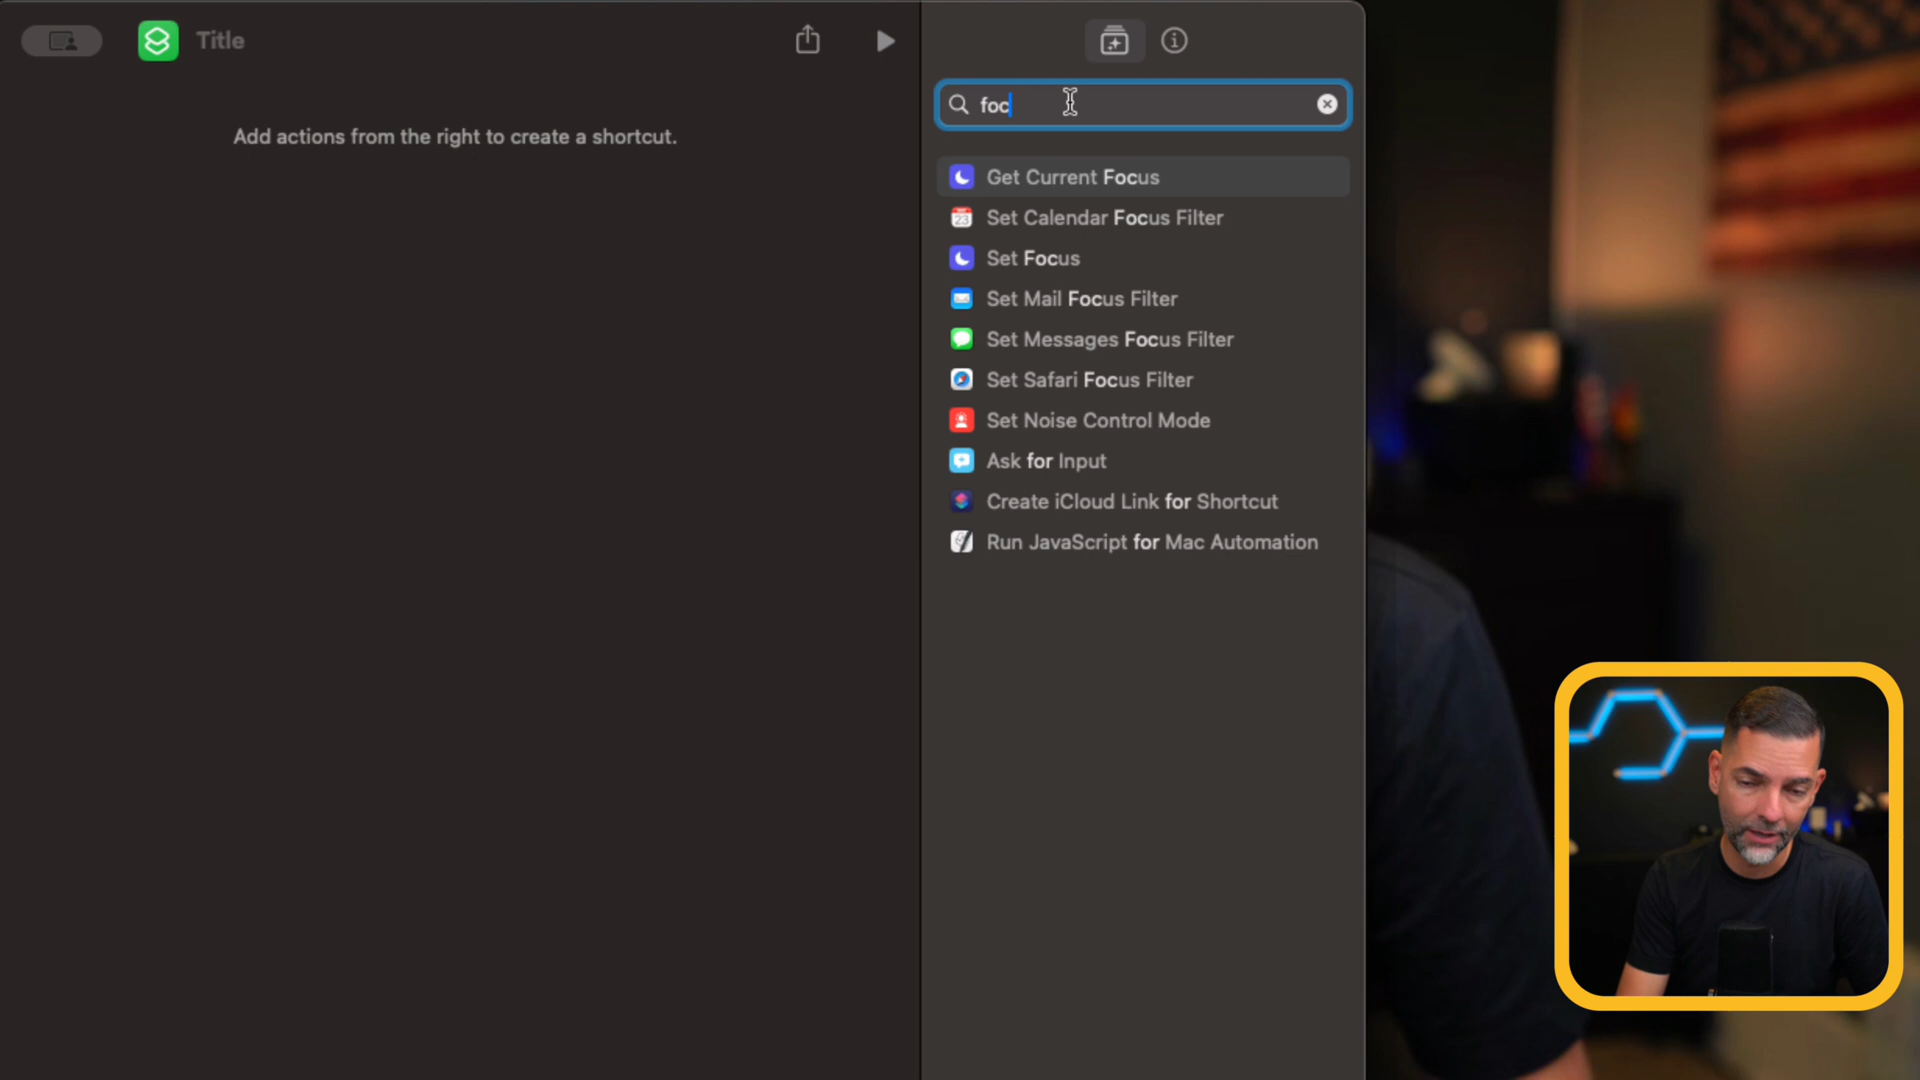 Title
Add actions from the right to create a shortcut.
foc
Get Current Focus
23
Set Calendar Focus Filter
Set Focus
Set Mail Focus Filter
Set Messages Focus Filter
Set Safari Focus Filter
Set Noise Control Mode
Ask for Input
Create iCloud Link for Shortcut
Run JavaScript for Mac Automation